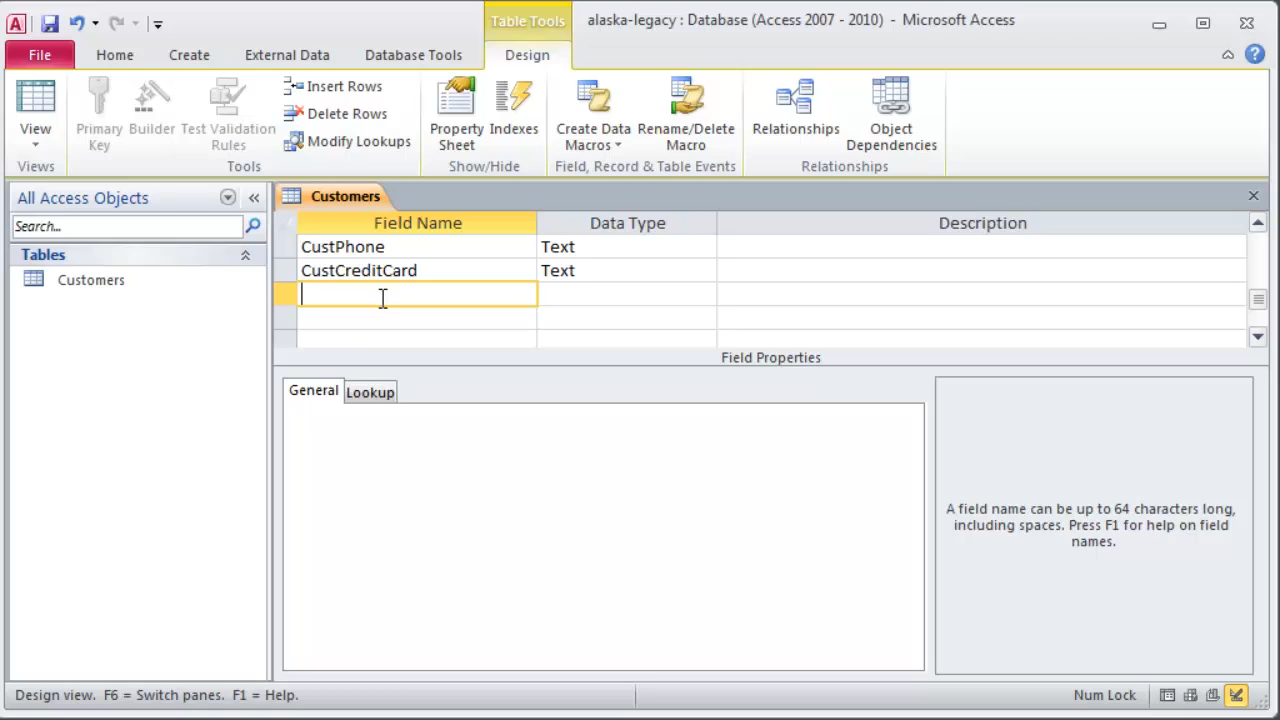 Table Tools
alaska-legacy : Database (Access 2007 - 2010) - Microsoft Access
File
Home
Create
External Data
Database Tools
Design
View
Primary Key
Builder
Test Validation Rules
Insert Rows
Delete Rows
Modify Lookups
Property Sheet
Indexes
Create Data Macros
Rename/Delete Macro
Relationships
Object Dependencies
Views
Tools
Show/Hide
Field, Record & Table Events
Relationships
All Access Objects
Search...
Tables
Customers
Customers
Field Name Data Type Description
CustPhone Text
CustCreditCard Text
Field Properties
General
Lookup
A field name can be up to 64 characters long,
including spaces. Press F1 for help on field
names.
Design view. F6 = Switch panes. F1 = Help.
Num Lock